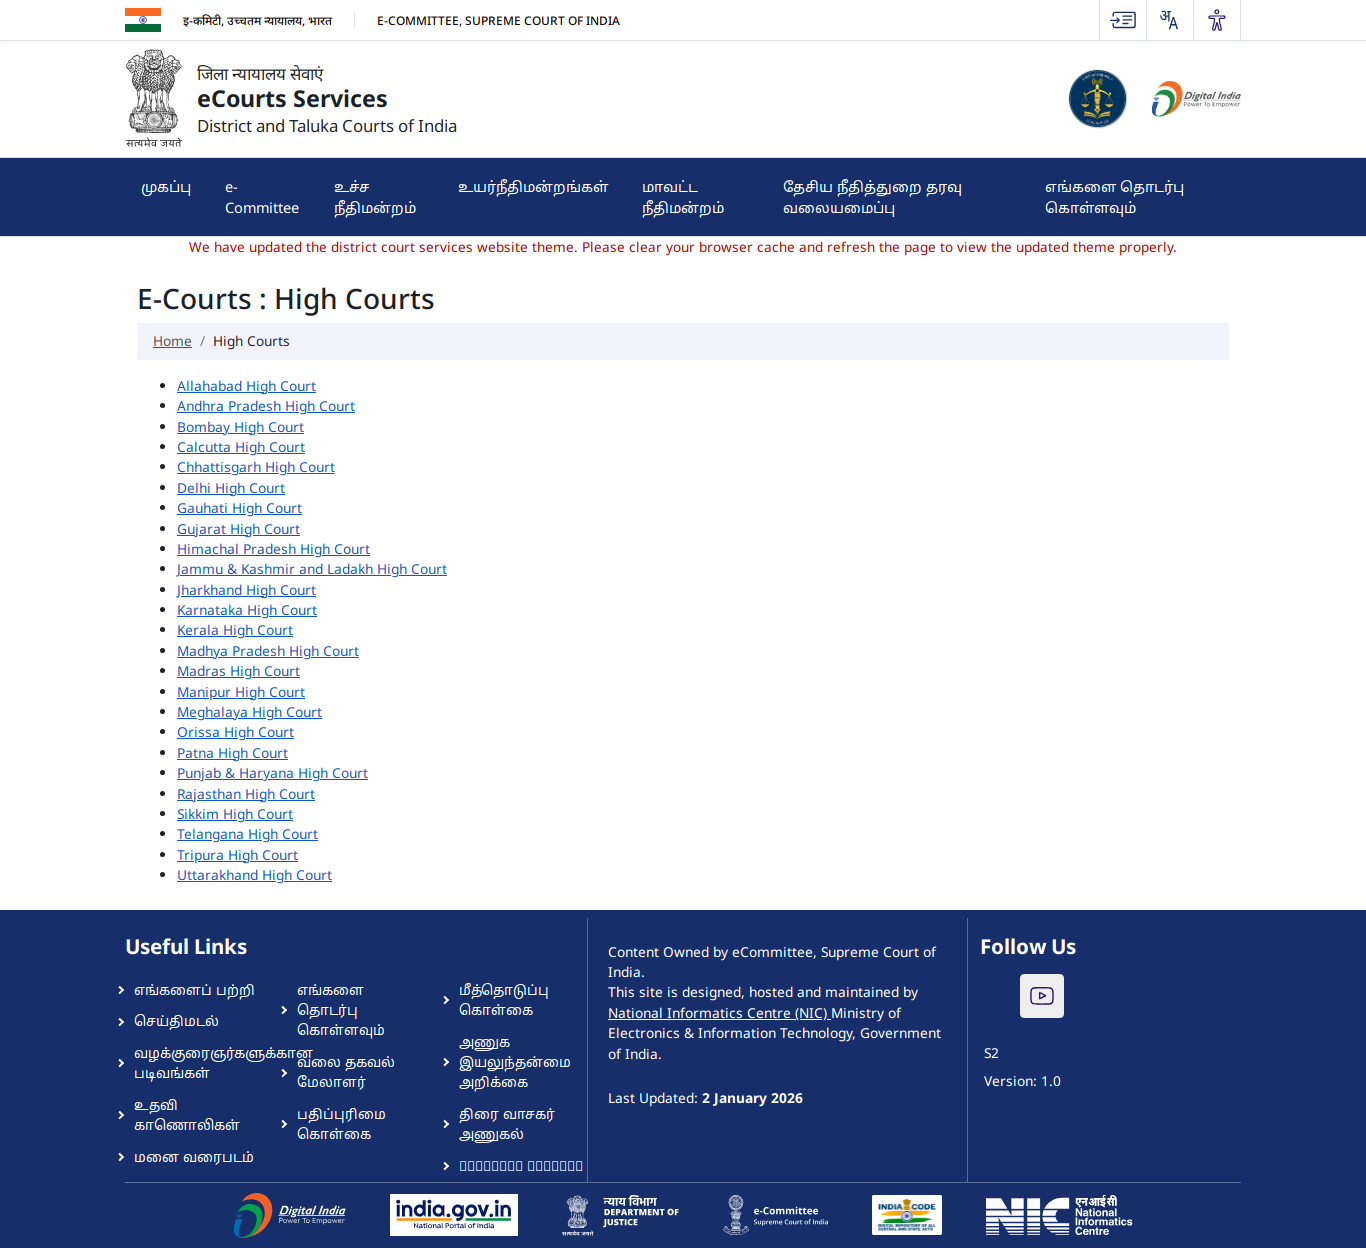 इ-कमिटी, उच्चतम न्यायालय, भारत
E-COMMITTEE, SUPREME COURT OF INDIA
जिला न्यायालय सेवाएं
eCourts Services
District and Taluka Courts of India
सत्यमेव जयते
Digital India
Power To Empower
முகப்பு
e-
Committee
உச்ச
நீதிமன்றம்
உயர்நீதிமன்றங்கள்
மாவட்ட
நீதிமன்றம்
தேசிய நீதித்துறை தரவு
வலையமைப்பு
எங்களை தொடர்பு
கொள்ளவும்
We have updated the district court services website theme. Please clear your browser cache and refresh the page to view the updated theme properly.
E-Courts : High Courts
Home / High Courts
Allahabad High Court
Andhra Pradesh High Court
Bombay High Court
Calcutta High Court
Chhattisgarh High Court
Delhi High Court
Gauhati High Court
Gujarat High Court
Himachal Pradesh High Court
Jammu & Kashmir and Ladakh High Court
Jharkhand High Court
Karnataka High Court
Kerala High Court
Madhya Pradesh High Court
Madras High Court
Manipur High Court
Meghalaya High Court
Orissa High Court
Patna High Court
Punjab & Haryana High Court
Rajasthan High Court
Sikkim High Court
Telangana High Court
Tripura High Court
Uttarakhand High Court
Useful Links
எங்களைப் பற்றி
செய்திமடல்
வழக்குரைஞர்களுக்கான
படிவங்கள்
உதவி
காணொலிகள்
மனை வரைபடம்
எங்களை
தொடர்பு
கொள்ளவும்
வலை தகவல்
மேலாளர்
பதிப்புரிமை
கொள்கை
மீத்தொடுப்பு
கொள்கை
அணுக
இயலுந்தன்மை
அறிக்கை
திரை வாசகர்
அணுகல்
Content Owned by eCommittee, Supreme Court of
India.
This site is designed, hosted and maintained by
National Informatics Centre (NIC) Ministry of
Electronics & Information Technology, Government
of India.
Last Updated: 2 January 2026
Follow Us
S2
Version: 1.0
Digital India
Power To Empower
india.gov.in
National Portal of India
सत्यमेव जयते
न्याय विभाग
DEPARTMENT OF
JUSTICE
e-Committee
Supreme Court of India
INDIA CODE
DIGITAL REPOSITORY OF ALL
CENTRAL AND STATE ACTS
NIC
एनआईसी
National
Informatics
Centre